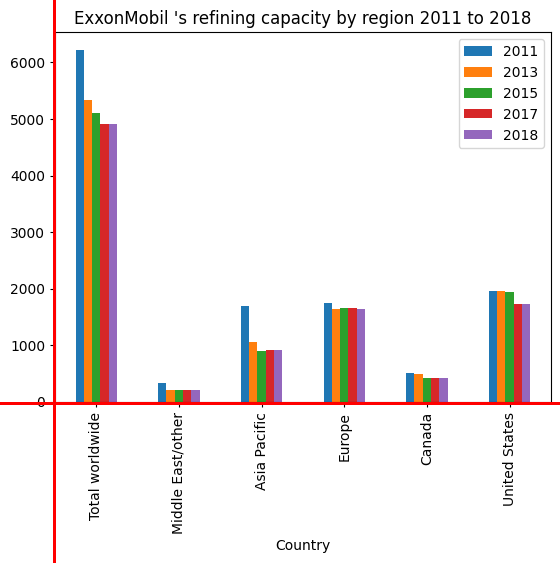 ExxonMobil 's refining capacity by region 2011 to 2018
2011
2013
2015
2017
2018
6000
5000
4000
3000
2000
1000
0
Total worldwide
Middle East/other
Asia Pacific
Europe
Canada
United States
Country